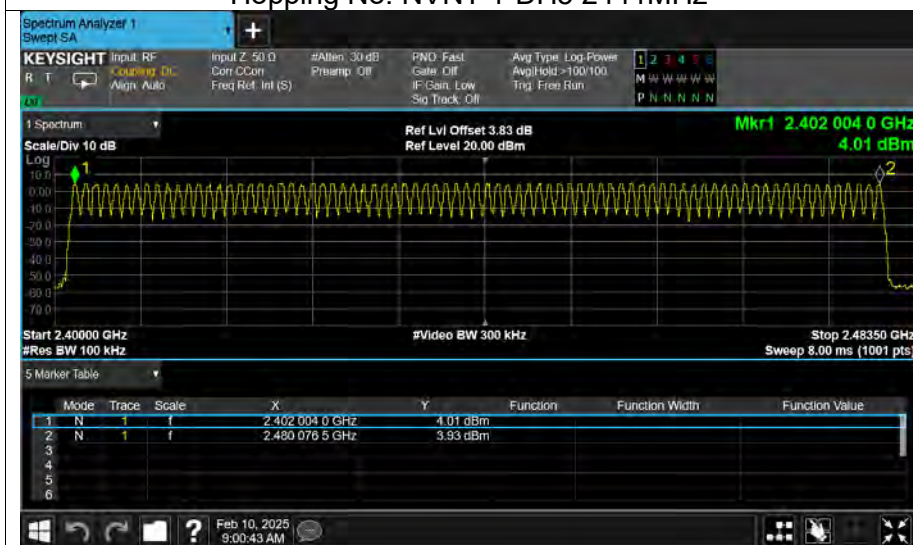 Spectrum Analyzer 1
Swept SA
+
KEYSIGHT Input: RF Input Z: 50 Ω #Atten: 30 dB PNO: Fast Avg Type: Log-Power 1 2 3 4 5 6
R T Coupling: DC Corr CCorr Preamp: Off Gate: Off Avg|Hold: >100/100 M W W W W W
Align: Auto Freq Ref: Int (S) IF Gain: Low Trig: Free Run
Sig Track: Off P N N N N N
1 Spectrum
Ref Lvl Offset 3.83 dB Mkr1 2.402 004 0 GHz
Scale/Div 10 dB Ref Level 20.00 dBm 4.01 dBm
Log
10.0 1 2
0.00
-10.0
-20.0
-30.0
-40.0
-50.0
-60.0
-70.0
Start 2.40000 GHz #Video BW 300 kHz Stop 2.48350 GHz
#Res BW 100 kHz Sweep 8.00 ms (1001 pts)
5 Marker Table
Mode Trace Scale X Y Function Function Width Function Value
1 N 1 f 2.402 004 0 GHz 4.01 dBm
2 N 1 f 2.480 076 5 GHz 3.93 dBm
3
4
5
6
? Feb 10, 2025
9:00:43 AM